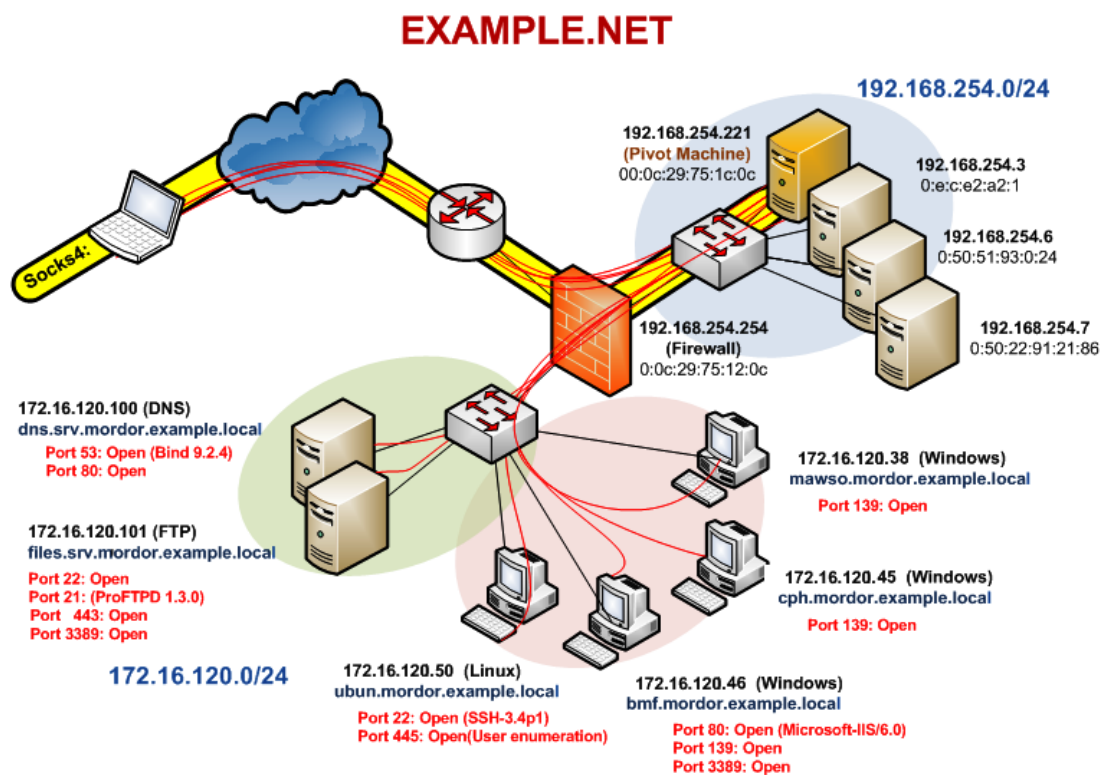 EXAMPLE.NET
192.168.254.0/24
192.168.254.221
(Pivot Machine)
00:0c:29:75:1c:0c
192.168.254.3
0:e:c:e2:a2:1
192.168.254.6
0:50:51:93:0:24
192.168.254.7
0:50:22:91:21:86
Socks4:
192.168.254.254
(Firewall)
0:0c:29:75:12:0c
172.16.120.100 (DNS)
dns.srv.mordor.example.local
Port 53: Open (Bind 9.2.4)
Port 80: Open
172.16.120.101 (FTP)
files.srv.mordor.example.local
Port 22: Open
Port 21: (ProFTPD 1.3.0)
Port 443: Open
Port 3389: Open
172.16.120.0/24
172.16.120.38 (Windows)
mawso.mordor.example.local
Port 139: Open
172.16.120.45 (Windows)
cph.mordor.example.local
Port 139: Open
172.16.120.50 (Linux)
ubun.mordor.example.local
Port 22: Open (SSH-3.4p1)
Port 445: Open(User enumeration)
172.16.120.46 (Windows)
bmf.mordor.example.local
Port 80: Open (Microsoft-IIS/6.0)
Port 139: Open
Port 3389: Open